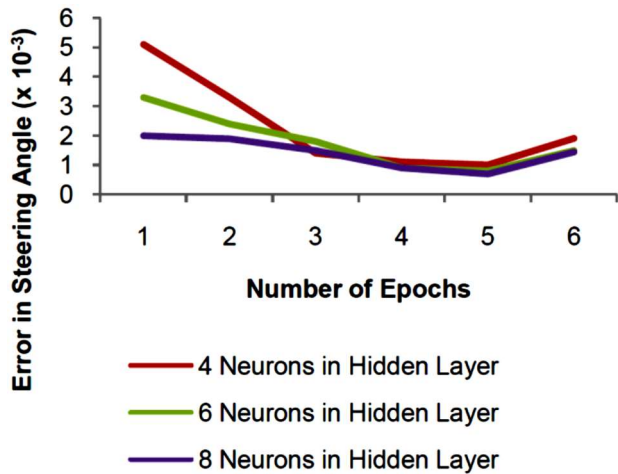 Error in Steering Angle (x 10⁻³)
6
5
4
3
2
1
0
1 2 3 4 5 6
Number of Epochs
4 Neurons in Hidden Layer
6 Neurons in Hidden Layer
8 Neurons in Hidden Layer